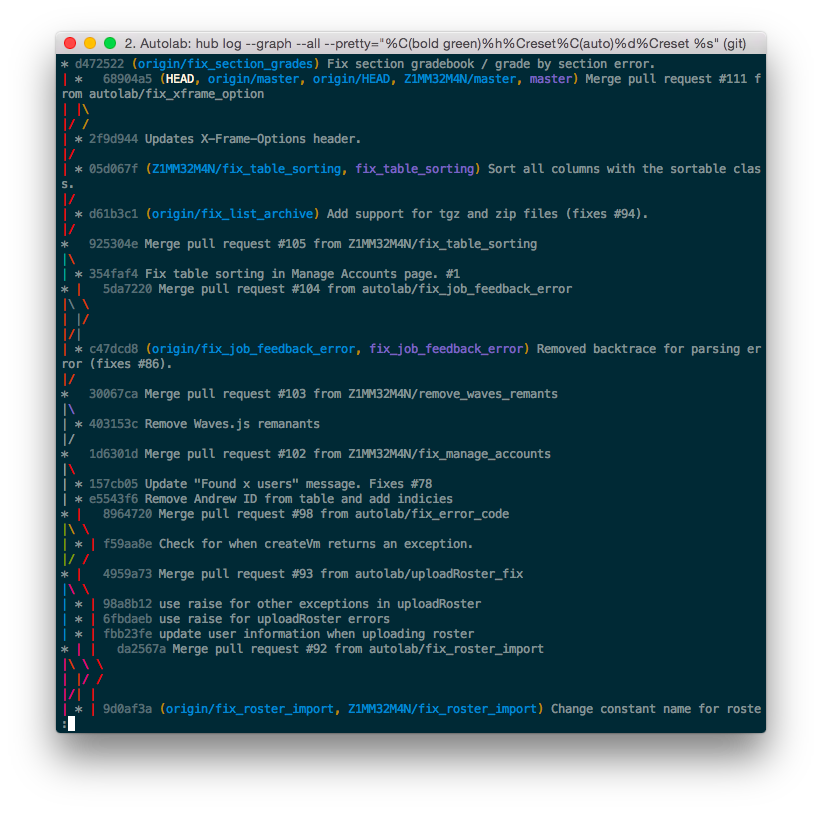 2. Autolab: hub log --graph --all --pretty="%C(bold green)%h%Creset%C(auto)%d%Creset %s" (git)
* d472522 (origin/fix_section_grades) Fix section gradebook / grade by section error.
| *   68904a5 (HEAD, origin/master, origin/HEAD, Z1MM32M4N/master, master) Merge pull request #111 f
rom autolab/fix_xframe_option
| |\
|/ /
| * 2f9d944 Updates X-Frame-Options header.
|/
| * 05d067f (Z1MM32M4N/fix_table_sorting, fix_table_sorting) Sort all columns with the sortable clas
s.
|/
| * d61b3c1 (origin/fix_list_archive) Add support for tgz and zip files (fixes #94).
|/
*   925304e Merge pull request #105 from Z1MM32M4N/fix_table_sorting
|\
| * 354faf4 Fix table sorting in Manage Accounts page. #1
* |   5da7220 Merge pull request #104 from autolab/fix_job_feedback_error
|\ \
| |/
|/|
| * c47dcd8 (origin/fix_job_feedback_error, fix_job_feedback_error) Removed backtrace for parsing er
ror (fixes #86).
|/
*   30067ca Merge pull request #103 from Z1MM32M4N/remove_waves_remants
|\
| * 403153c Remove Waves.js remanants
|/
*   1d6301d Merge pull request #102 from Z1MM32M4N/fix_manage_accounts
|\
| * 157cb05 Update "Found x users" message. Fixes #78
| * e5543f6 Remove Andrew ID from table and add indicies
* |   8964720 Merge pull request #98 from autolab/fix_error_code
|\ \
| * | f59aa8e Check for when createVm returns an exception.
|/ /
* |   4959a73 Merge pull request #93 from autolab/uploadRoster_fix
|\ \
| * | 98a8b12 use raise for other exceptions in uploadRoster
| * | 6fbdaeb use raise for uploadRoster errors
| * | fbb23fe update user information when uploading roster
* | |   da2567a Merge pull request #92 from autolab/fix_roster_import
|\ \ \
| |/ /
|/| |
| * | 9d0af3a (origin/fix_roster_import, Z1MM32M4N/fix_roster_import) Change constant name for roste
: